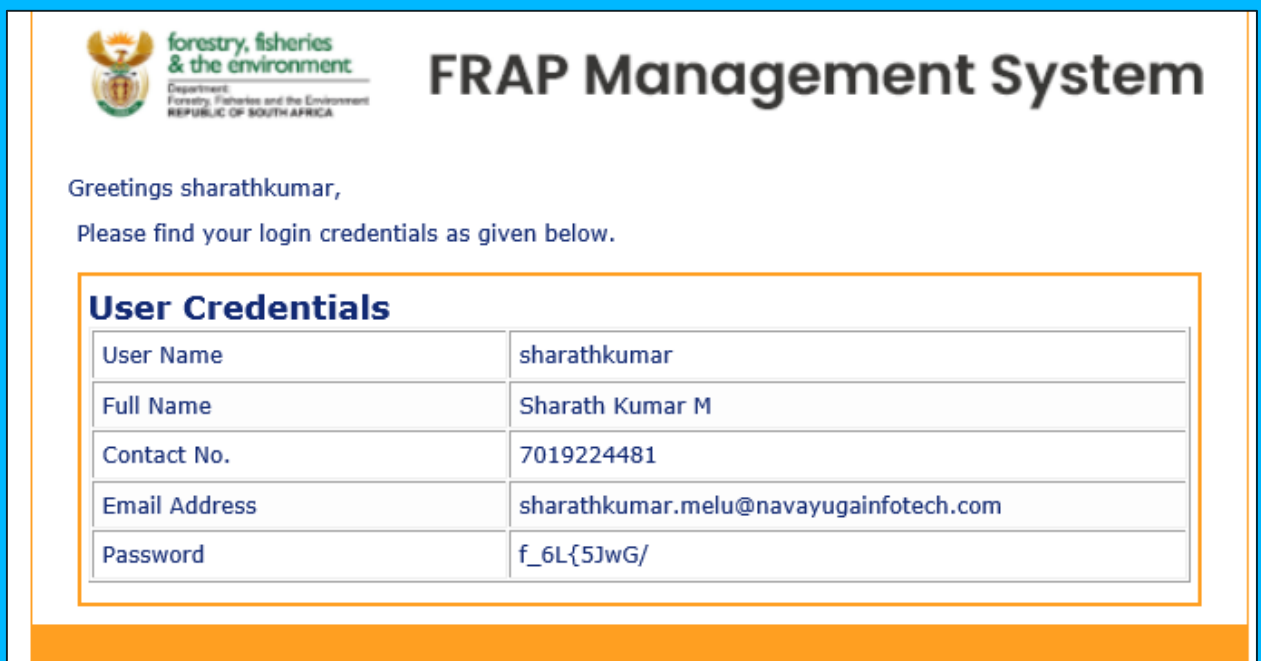 forestry, fisheries
& the environment
Department:
Forestry, Fisheries and the Environment
REPUBLIC OF SOUTH AFRICA
FRAP Management System
Greetings sharathkumar,
Please find your login credentials as given below.
User Credentials
User Name sharathkumar
Full Name Sharath Kumar M
Contact No. 7019224481
Email Address sharathkumar.melu@navayugainfotech.com
Password f_6L{5JwG/